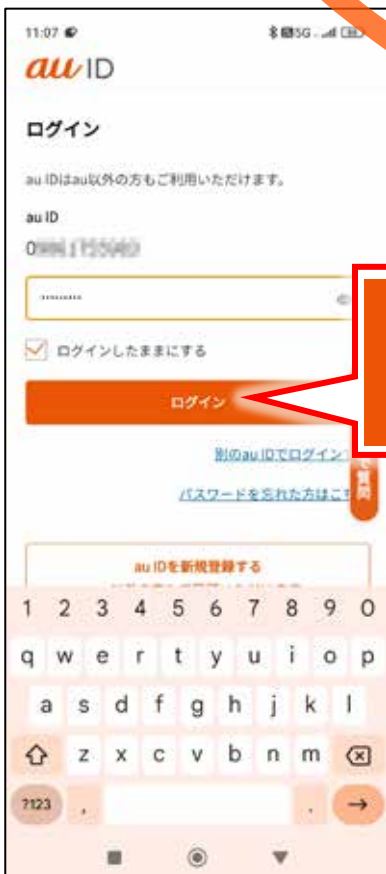 11:07
5G
au ID
ログイン
au IDはau以外の方もご利用いただけます。
au ID
ログインしたままにする
ログイン
別のau IDでログイン
パスワードを忘れた方はこ
で質問
au IDを新規登録する
1 2 3 4 5 6 7 8 9 0
q w e r t y u i o p
a s d f g h j k l
z x c v b n m
?123 , .